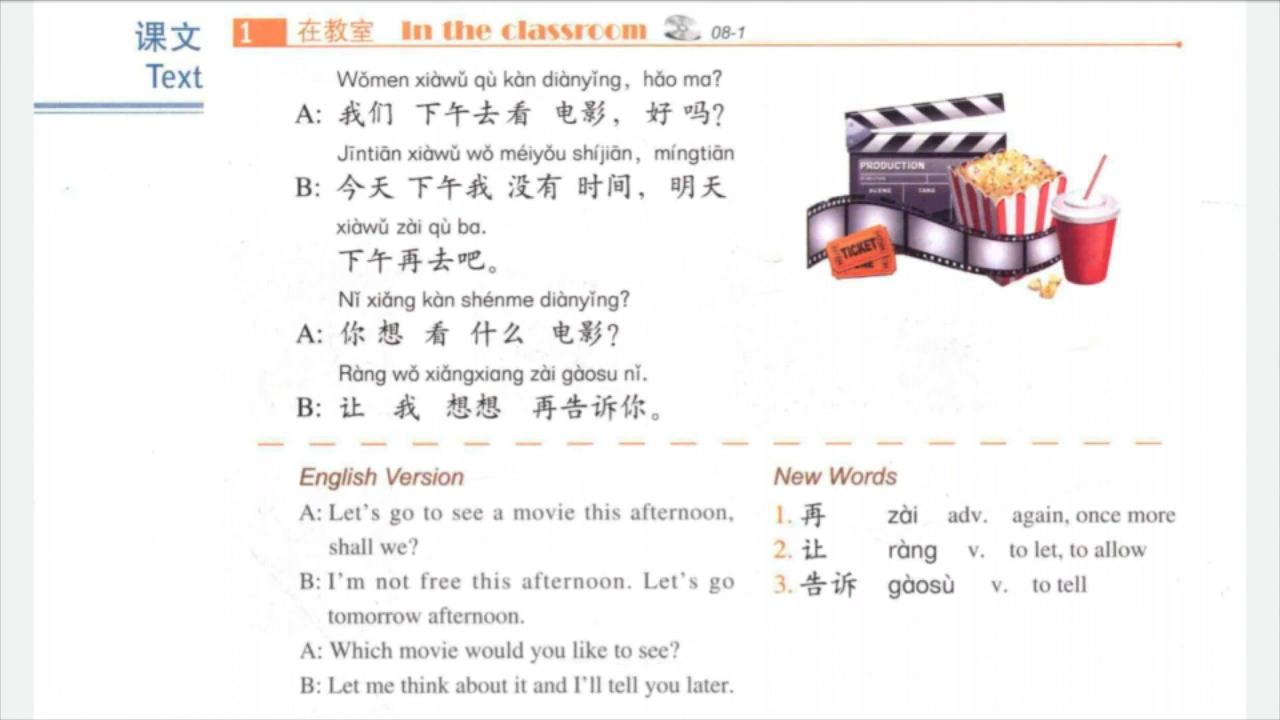 课文
Text
1 在教室 In the classroom 08-1
Wǒmen xiàwǔ qù kàn diànyǐng, hǎo ma?
A: 我们 下午去看 电影, 好 吗?
Jīntiān xiàwǔ wǒ méiyǒu shíjiān, míngtiān
B: 今天 下午我 没有 时间, 明天
xiàwǔ zài qù ba.
下午再去吧。
Nǐ xiǎng kàn shénme diànyǐng?
A: 你 想 看 什么 电影?
Ràng wǒ xiǎngxiang zài gàosu nǐ.
B: 让 我 想想 再告诉你。
PRODUCTION
SCENE TAKE
TICKET
English Version
A: Let's go to see a movie this afternoon,
shall we?
B: I'm not free this afternoon. Let's go
tomorrow afternoon.
A: Which movie would you like to see?
B: Let me think about it and I'll tell you later.
New Words
1. 再 zài adv. again, once more
2. 让 ràng v. to let, to allow
3. 告诉 gàosù v. to tell